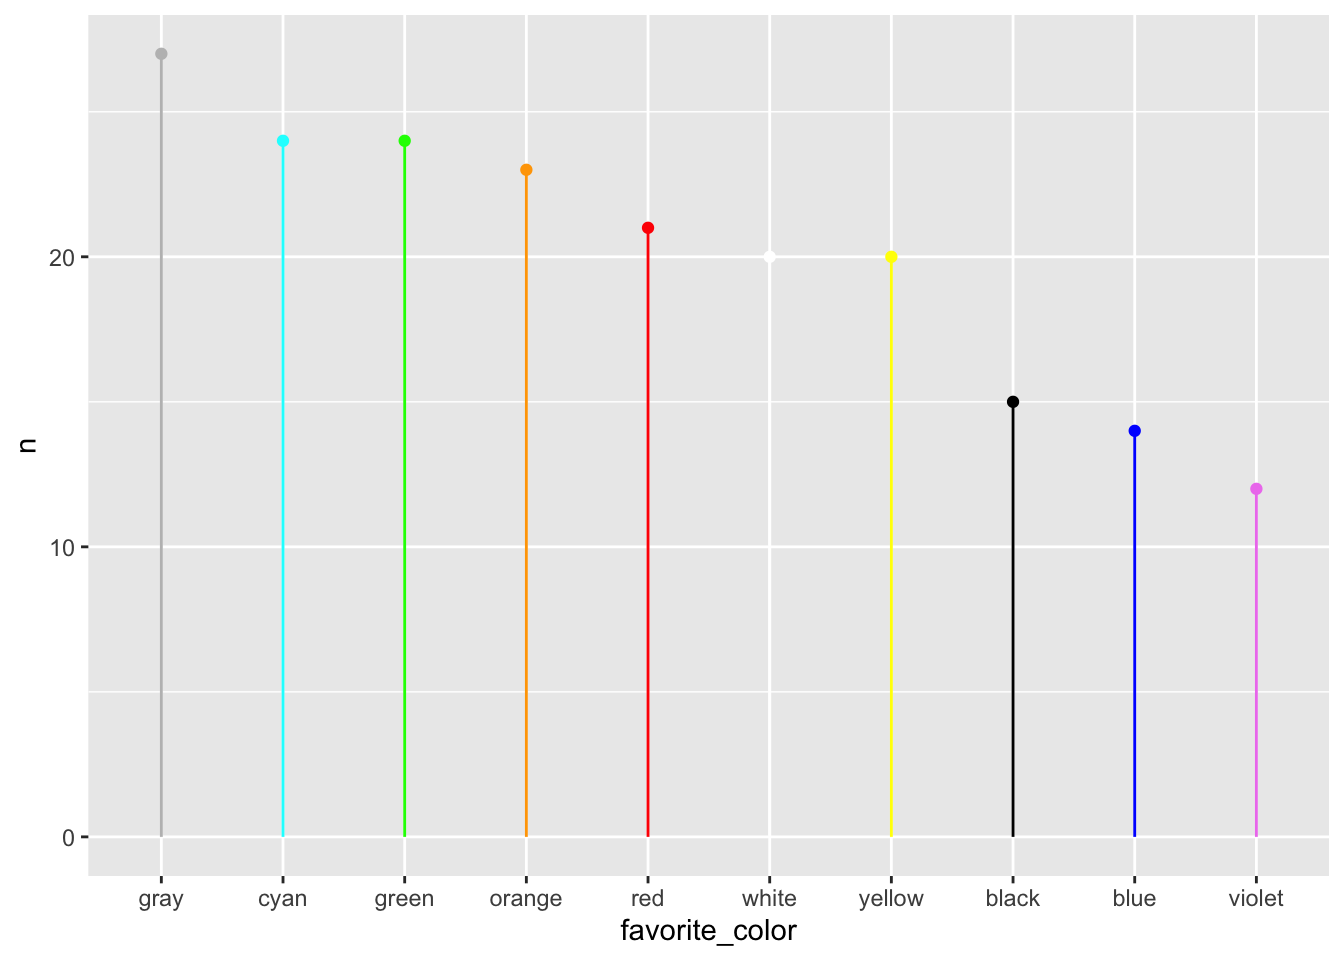 n
20
10
0
gray cyan green orange red white yellow black blue violet
favorite_color